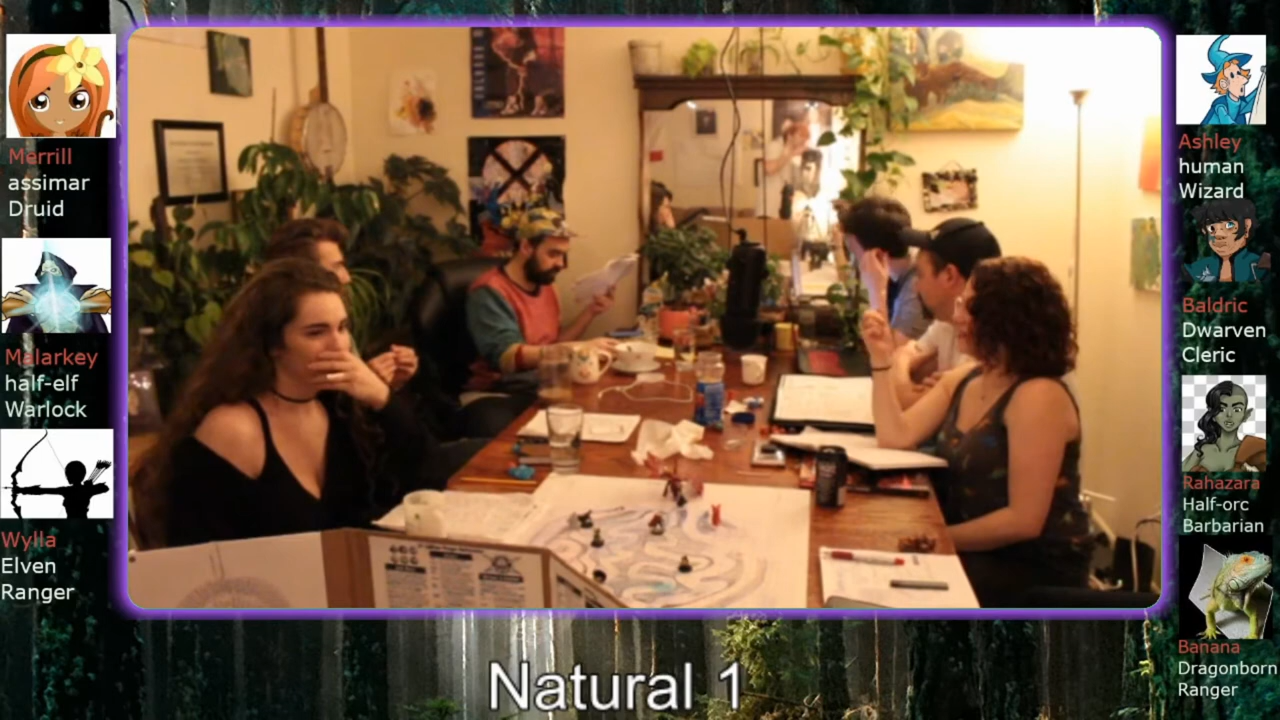 Merrill
assimar
Druid
Malarkey
half-elf
Warlock
Wylla
Elven
Ranger
Ashley
human
Wizard
Baldric
Dwarven
Cleric
Rahazara
Half-orc
Barbarian
Banana
Dragonborn
Ranger
Natural 1